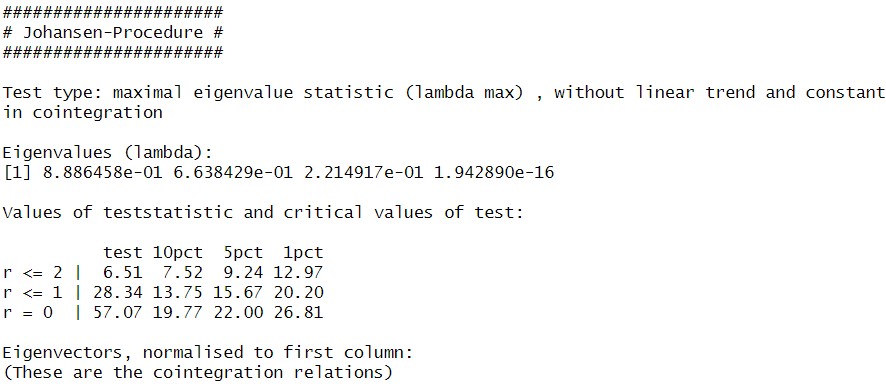 ######################
# Johansen-Procedure #
######################
Test type: maximal eigenvalue statistic (lambda max) , without linear trend and constant
in cointegration
Eigenvalues (lambda):
[1] 8.886458e-01 6.638429e-01 2.214917e-01 1.942890e-16
Values of teststatistic and critical values of test:
          test 10pct  5pct  1pct
r <= 2 |  6.51  7.52  9.24 12.97
r <= 1 | 28.34 13.75 15.67 20.20
r = 0  | 57.07 19.77 22.00 26.81
Eigenvectors, normalised to first column:
(These are the cointegration relations)